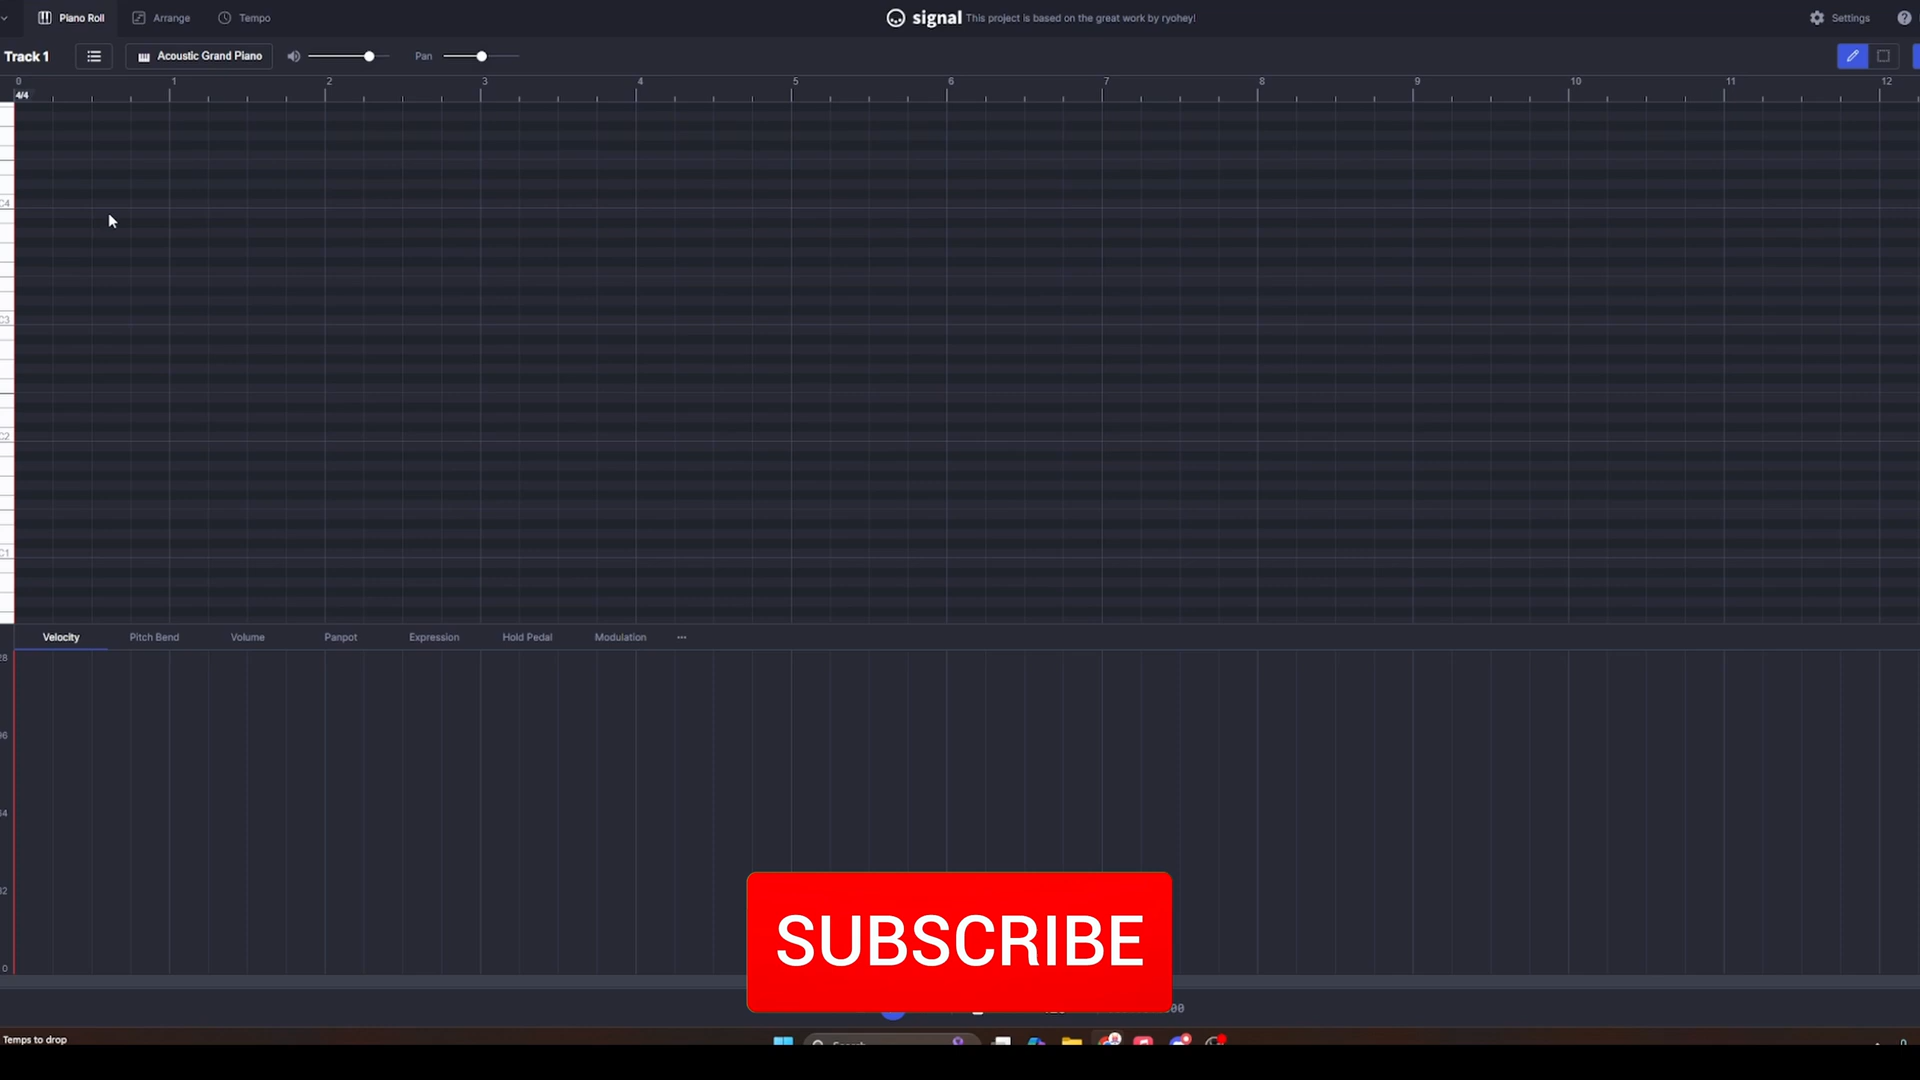 Piano Roll
Arrange
Tempo
signal This project is based on the great work by ryohey!
Settings
Track 1
Acoustic Grand Piano
Pan
0 1 2 3 4 5 6 7 8 9 10 11 12
4/4
C4
C3
C2
C1
Velocity
Pitch Bend
Volume
Panpot
Expression
Hold Pedal
Modulation
0
SUBSCRIBE
Temps to drop
Search